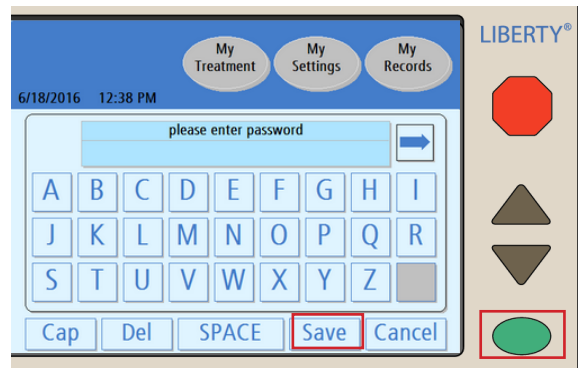 LIBERTY®
My Treatment
My Settings
My Records
6/18/2016 12:38 PM
please enter password
A B C D E F G H I
J K L M N O P Q R
S T U V W X Y Z
Cap Del SPACE Save Cancel